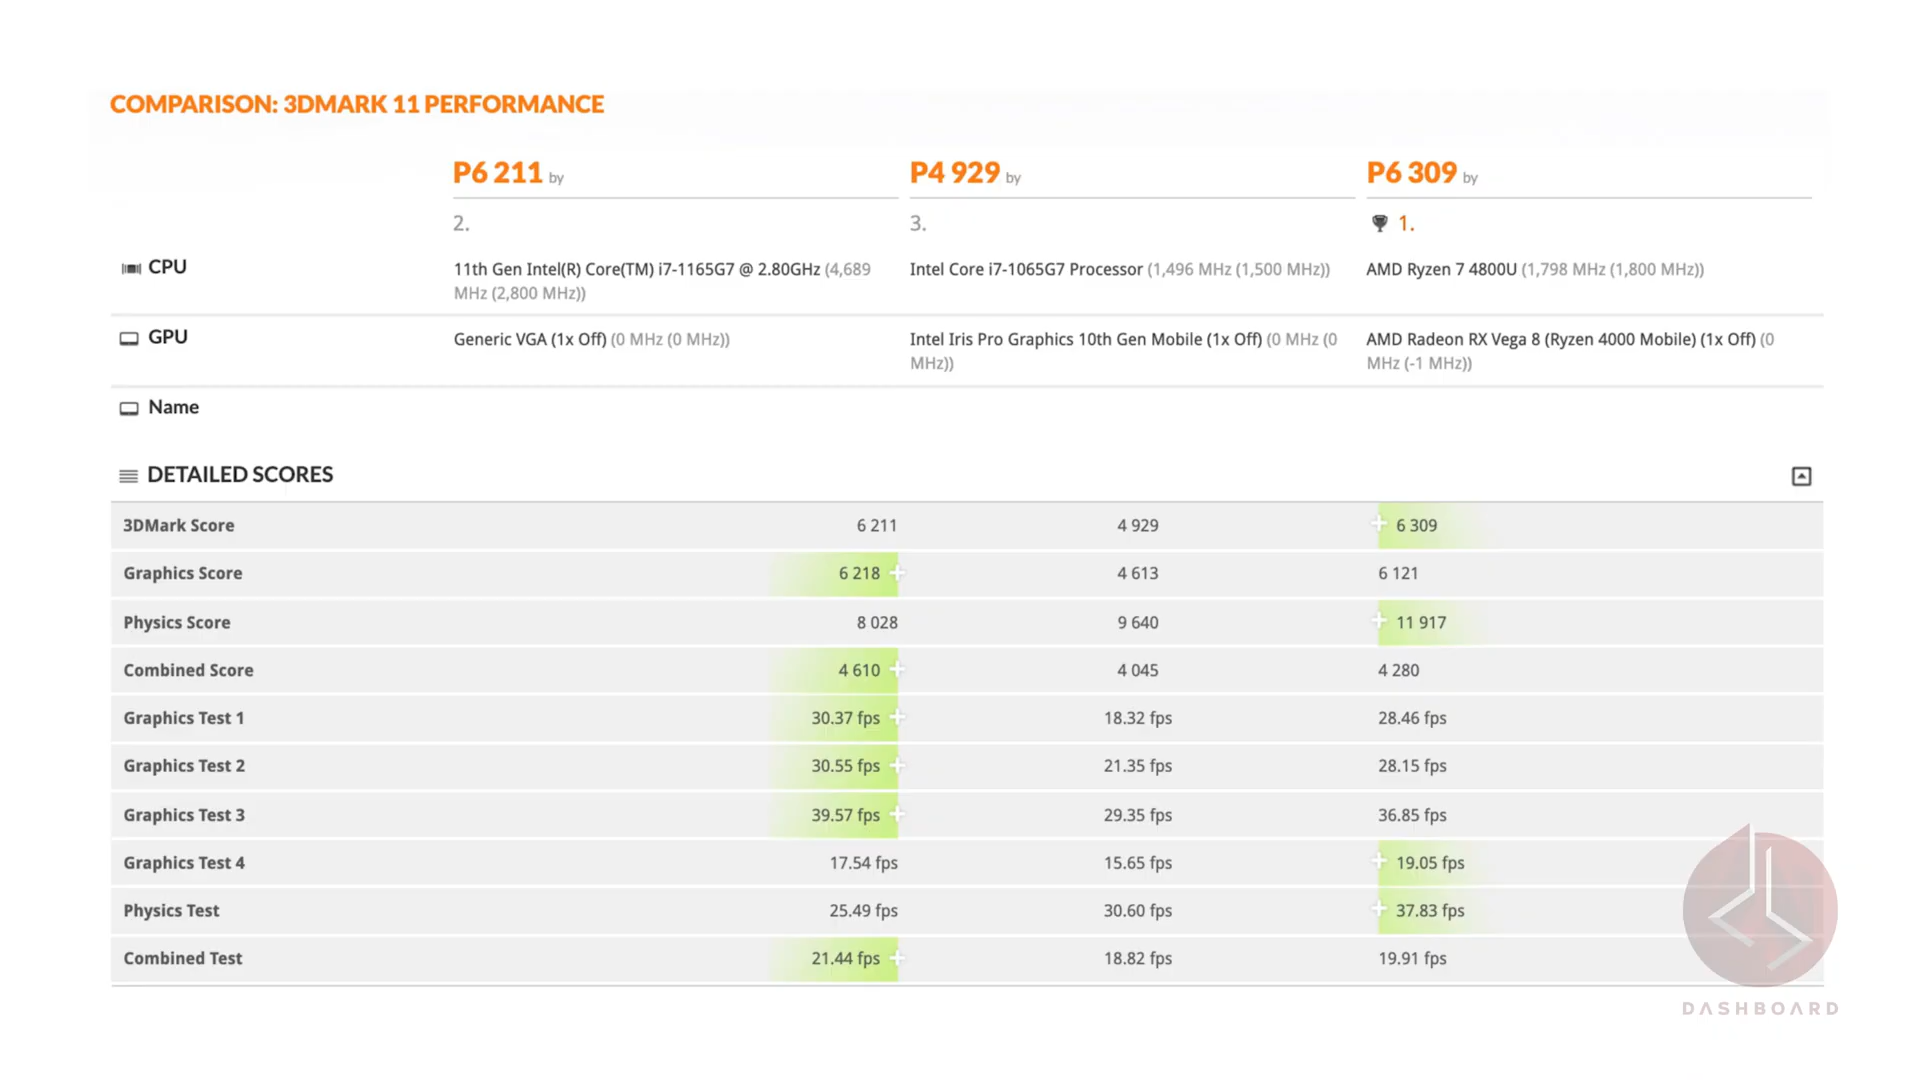 COMPARISON: 3DMARK 11 PERFORMANCE
P6 211 by P4 929 by P6 309 by
2. 3. 1.
CPU 11th Gen Intel(R) Core(TM) i7-1165G7 @ 2.80GHz (4,689 MHz (2,800 MHz)) Intel Core i7-1065G7 Processor (1,496 MHz (1,500 MHz)) AMD Ryzen 7 4800U (1,798 MHz (1,800 MHz))
GPU Generic VGA (1x Off) (0 MHz (0 MHz)) Intel Iris Pro Graphics 10th Gen Mobile (1x Off) (0 MHz (0 MHz)) AMD Radeon RX Vega 8 (Ryzen 4000 Mobile) (1x Off) (0 MHz (-1 MHz))
Name
DETAILED SCORES
3DMark Score 6 211 4 929 + 6 309
Graphics Score 6 218 + 4 613 6 121
Physics Score 8 028 9 640 + 11 917
Combined Score 4 610 + 4 045 4 280
Graphics Test 1 30.37 fps + 18.32 fps 28.46 fps
Graphics Test 2 30.55 fps + 21.35 fps 28.15 fps
Graphics Test 3 39.57 fps + 29.35 fps 36.85 fps
Graphics Test 4 17.54 fps 15.65 fps + 19.05 fps
Physics Test 25.49 fps 30.60 fps + 37.83 fps
Combined Test 21.44 fps + 18.82 fps 19.91 fps
DASHBOARD